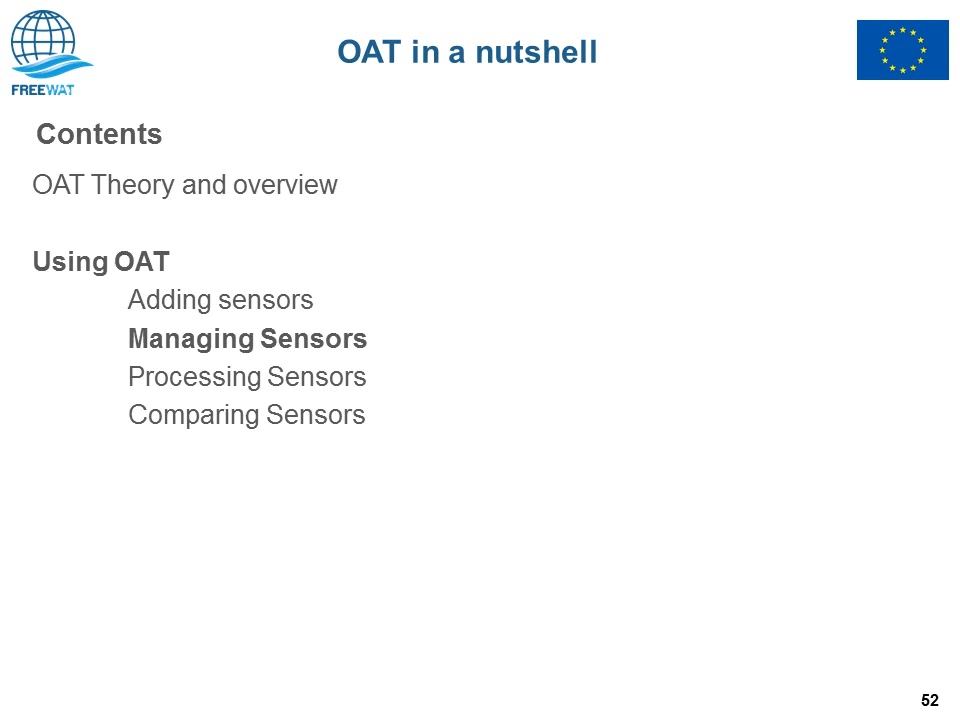 FREEWAT
OAT in a nutshell
Contents
OAT Theory and overview
Using OAT
Adding sensors
Managing Sensors
Processing Sensors
Comparing Sensors
52